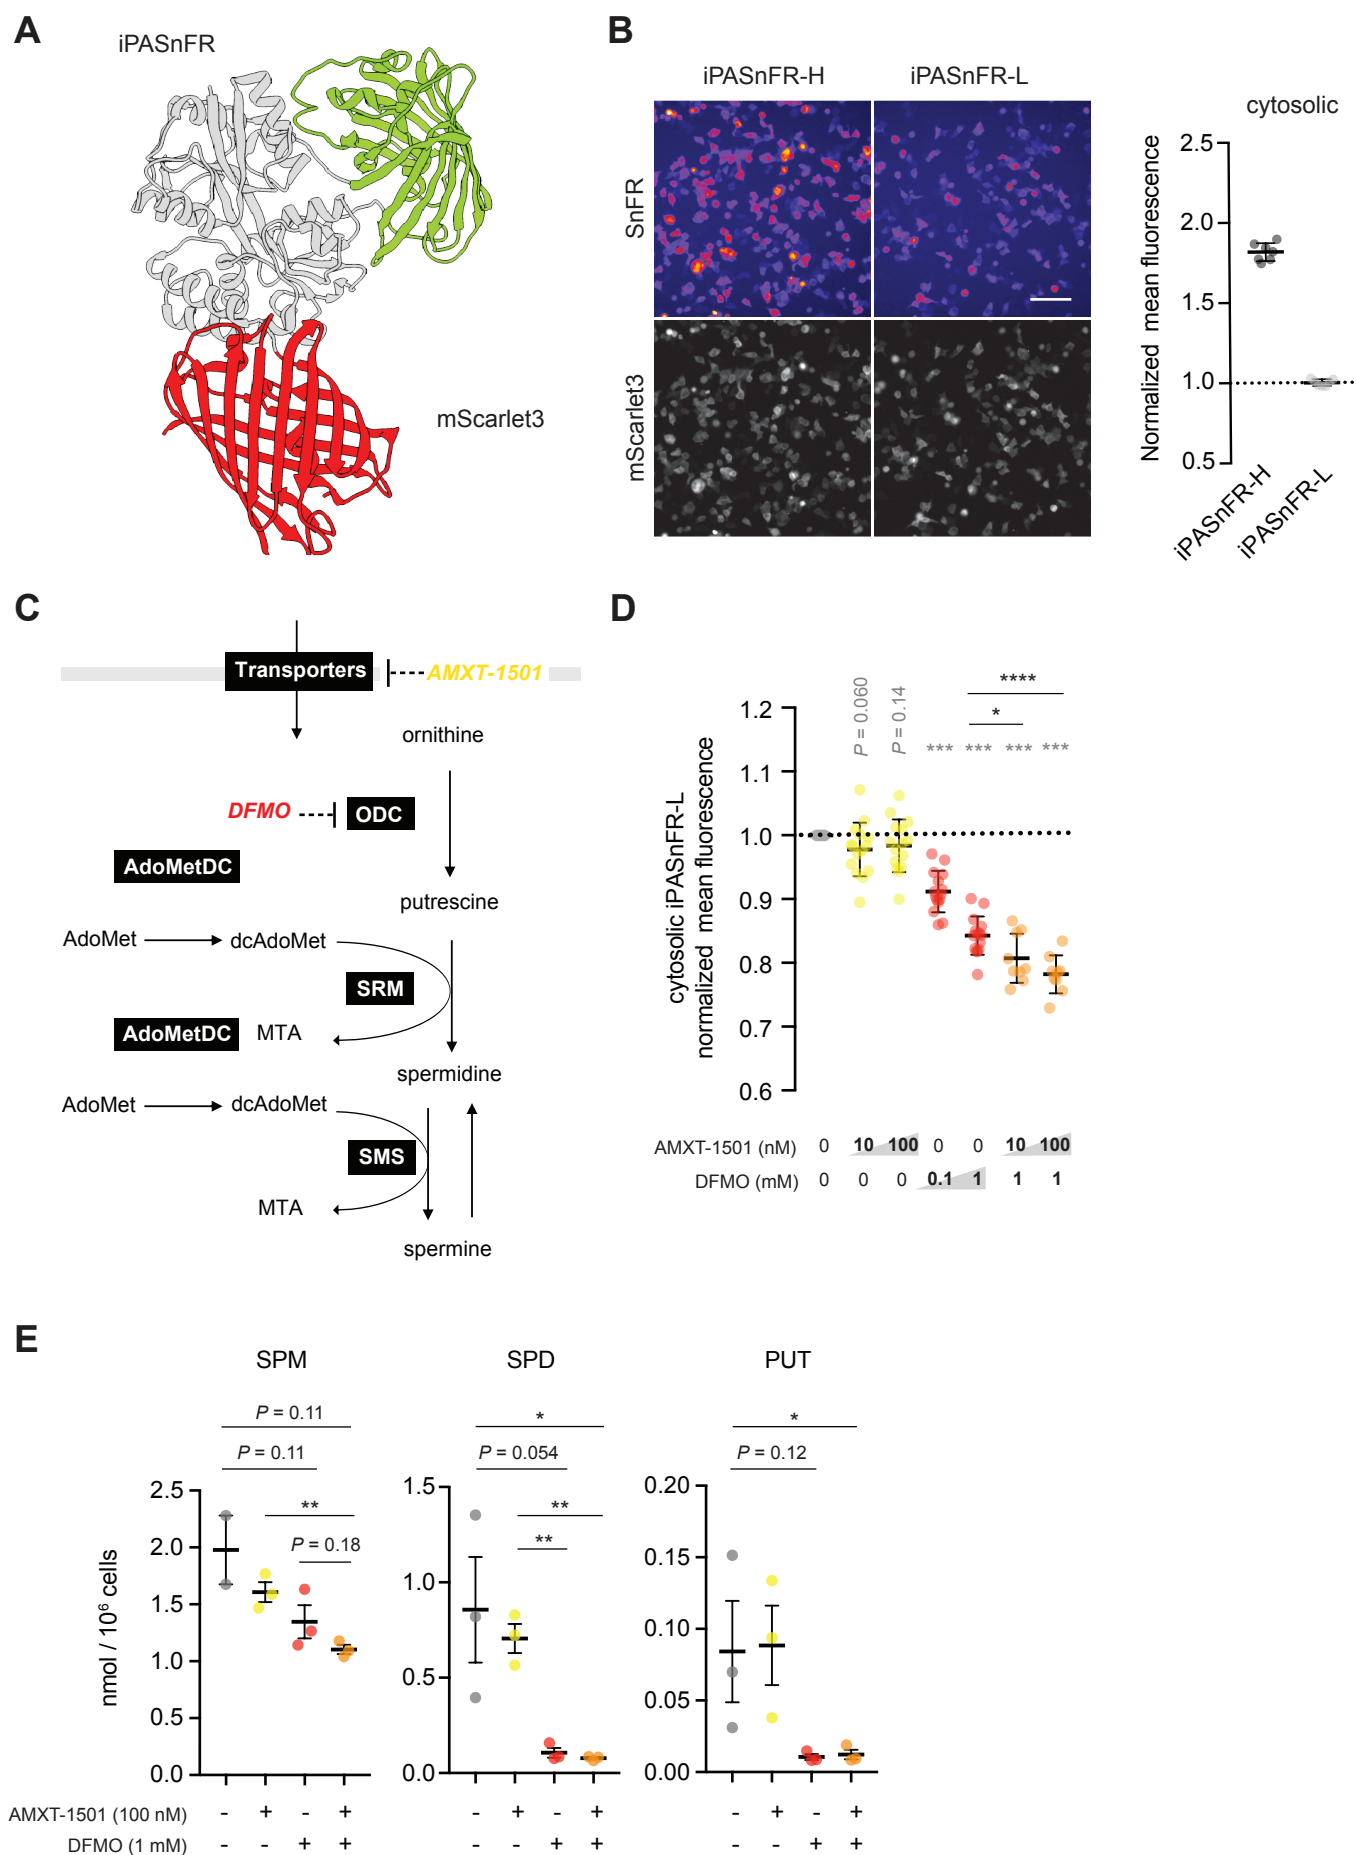 A
iPASnFR
mScarlet3
B
iPASnFR-H
iPASnFR-L
SnFR
mScarlet3
cytosolic
Normalized mean fluorescence
2.5
2.0
1.5
1.0
0.5
iPASnFR-H
iPASnFR-L
C
Transporters
AMXT-1501
ornithine
DFMO
ODC
AdoMetDC
putrescine
AdoMet
dcAdoMet
SRM
AdoMetDC
MTA
spermidine
AdoMet
dcAdoMet
SMS
MTA
spermine
D
cytosolic iPASnFR-L
normalized mean fluorescence
1.2
1.1
1.0
0.9
0.8
0.7
0.6
P = 0.060
P = 0.14
****
*
*** *** *** ***
AMXT-1501 (nM) 0 10 100 0 0 10 100
DFMO (mM) 0 0 0 0.1 1 1 1
E
SPM
P = 0.11
P = 0.11
**
P = 0.18
nmol / 10⁶ cells
2.5
2.0
1.5
1.0
0.5
0.0
SPD
*
P = 0.054
**
**
1.5
1.0
0.5
0.0
PUT
*
P = 0.12
0.20
0.15
0.10
0.05
0.00
AMXT-1501 (100 nM) - + - + - + - + - + - +
DFMO (1 mM) - - + + - - + + - - + +